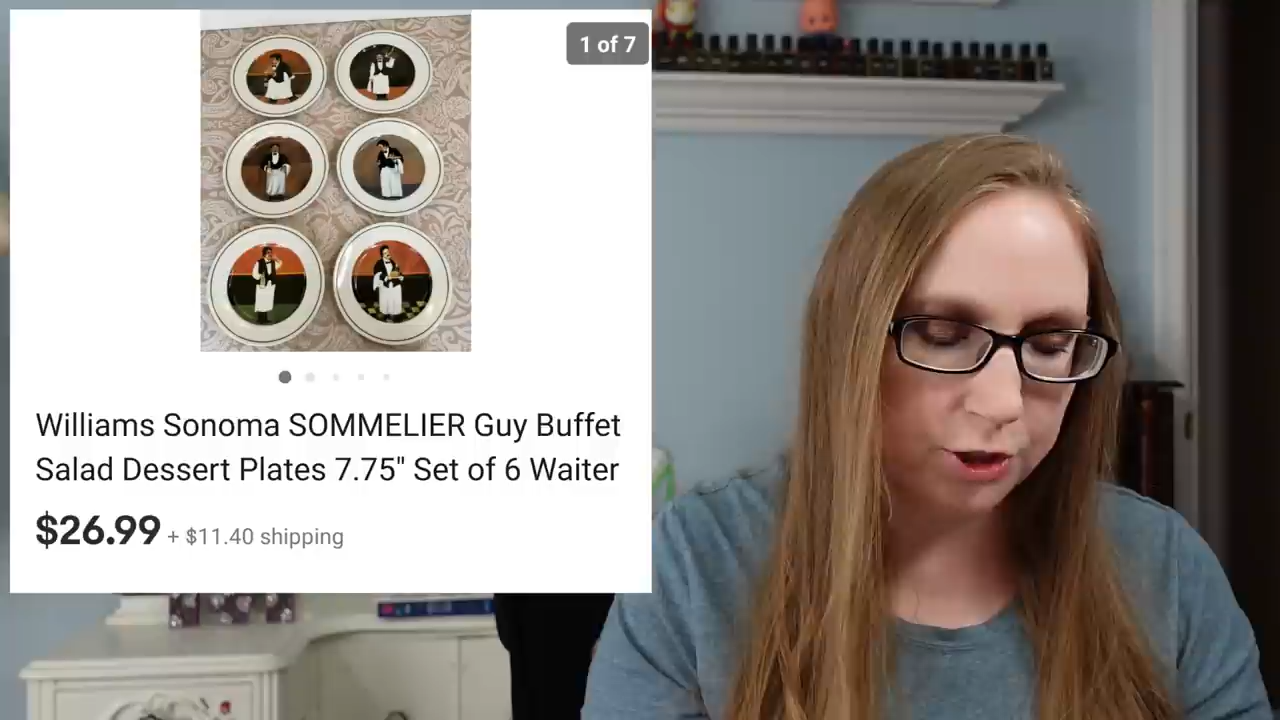 1 of 7
Williams Sonoma SOMMELIER Guy Buffet
Salad Dessert Plates 7.75" Set of 6 Waiter
$26.99 + $11.40 shipping